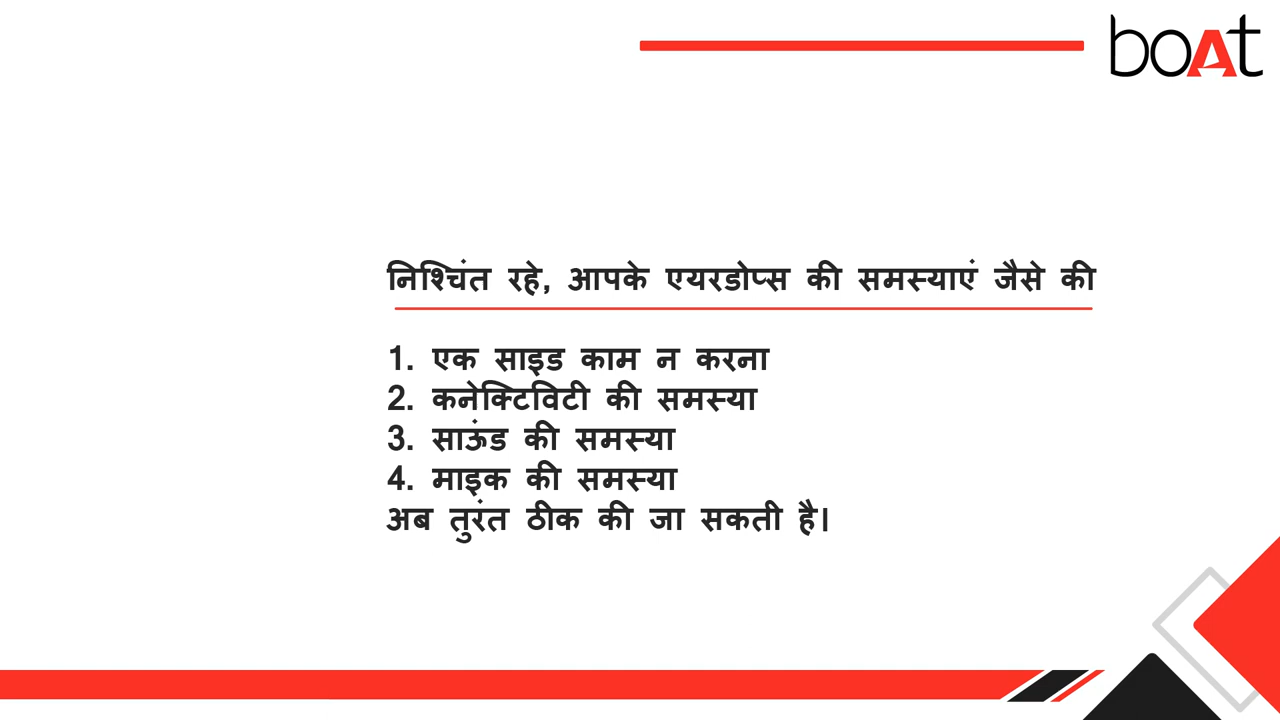 boAt
निश्चिंत रहे, आपके एयरडोप्स की समस्याएं जैसे की
1. एक साइड काम न करना
2. कनेक्टिविटी की समस्या
3. साऊंड की समस्या
4. माइक की समस्या
अब तुरंत ठीक की जा सकती है।